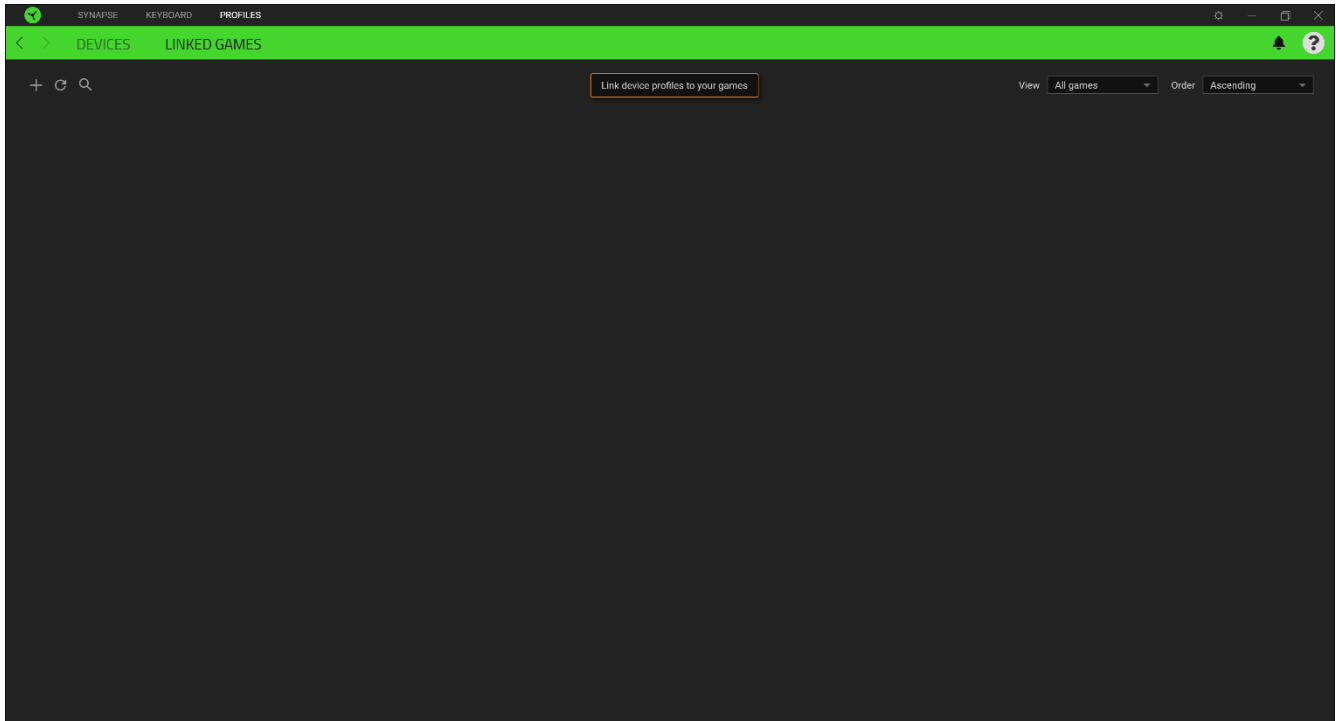 SYNAPSE KEYBOARD PROFILES
DEVICES LINKED GAMES ?
Link device profiles to your games View All games Order Ascending